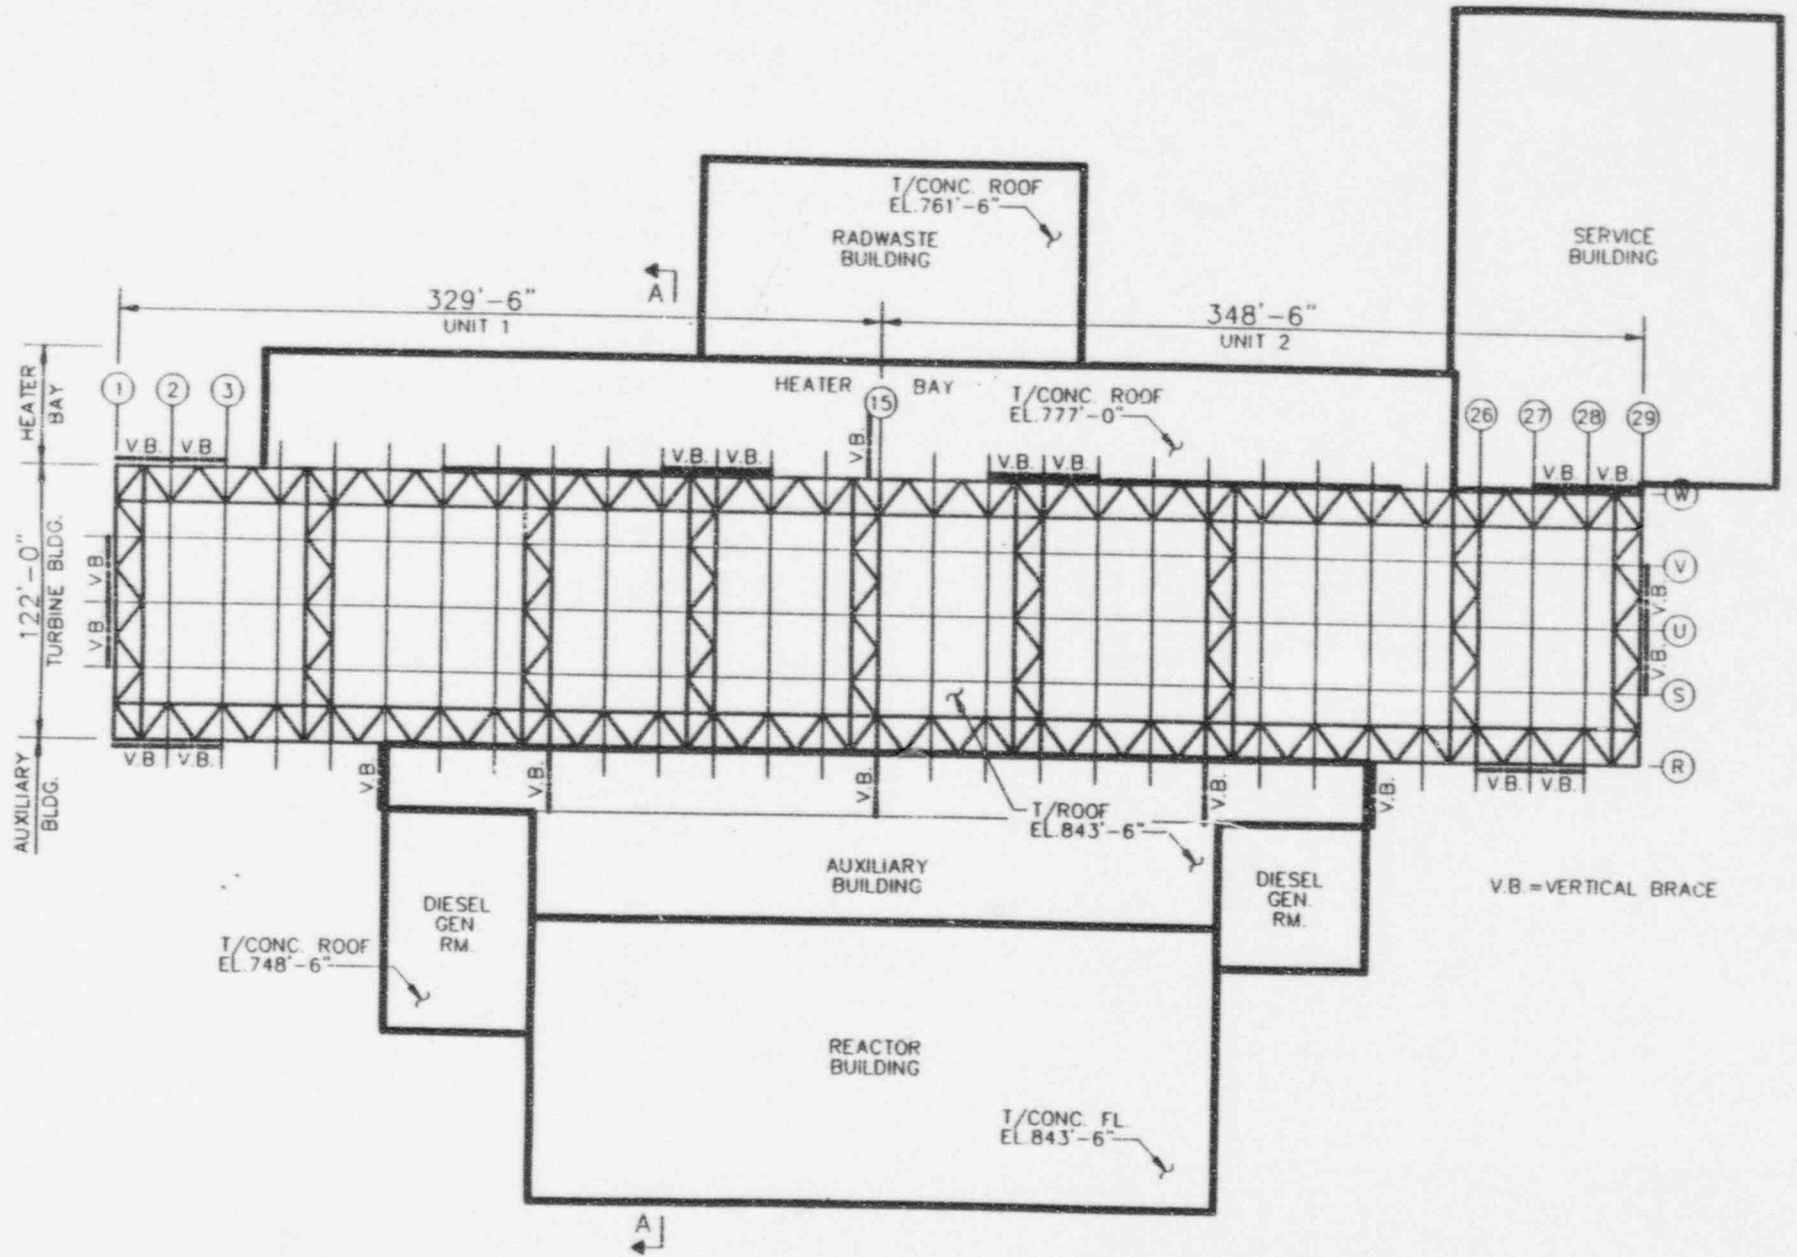 T/CONC. ROOF
EL.761'-6"
RADWASTE
BUILDING
SERVICE
BUILDING
A
329'-6"
UNIT 1
348'-6"
UNIT 2
HEATER
BAY
1
2
3
HEATER BAY
15
T/CONC. ROOF
EL.777'-0"
26
27
28
29
V.B.
V.B.
V.B.
V.B.
V.B.
V.B.
V.B.
V.B.
V.B.
W
122'-0"
TURBINE BLDG.
V.B.
V.B.
V
V.B.
U
V.B.
S
R
AUXILIARY
BLDG.
V.B
V.B.
V.B.
V.B.
V.B.
V.B.
V.B.
V.B.
V.B.
T/ROOF
EL.843'-6"
AUXILIARY
BUILDING
DIESEL
GEN.
RM.
DIESEL
GEN.
RM.
V.B =VERTICAL BRACE
T/CONC. ROOF
EL.748'-6"
REACTOR
BUILDING
T/CONC. FL.
EL.843'-6"
A